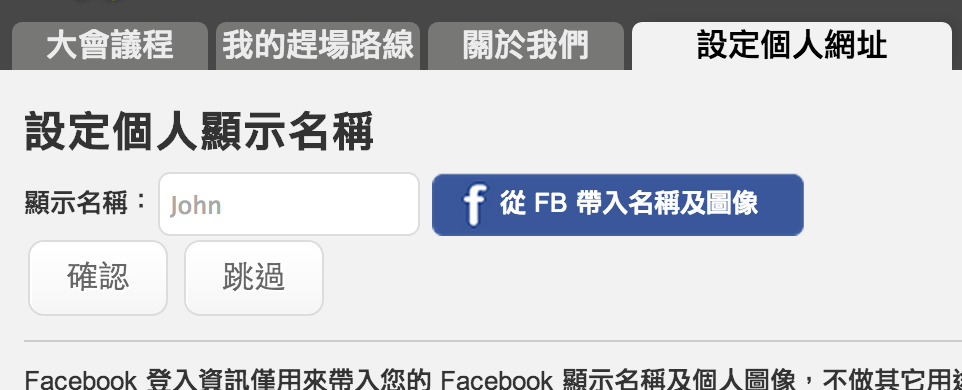 大會議程 我的趕場路線 關於我們 設定個人網址
設定個人顯示名稱
顯示名稱： John f 從 FB 帶入名稱及圖像
確認 跳過
Facebook 登入資訊僅用來帶入您的 Facebook 顯示名稱及個人圖像，不做其它用途